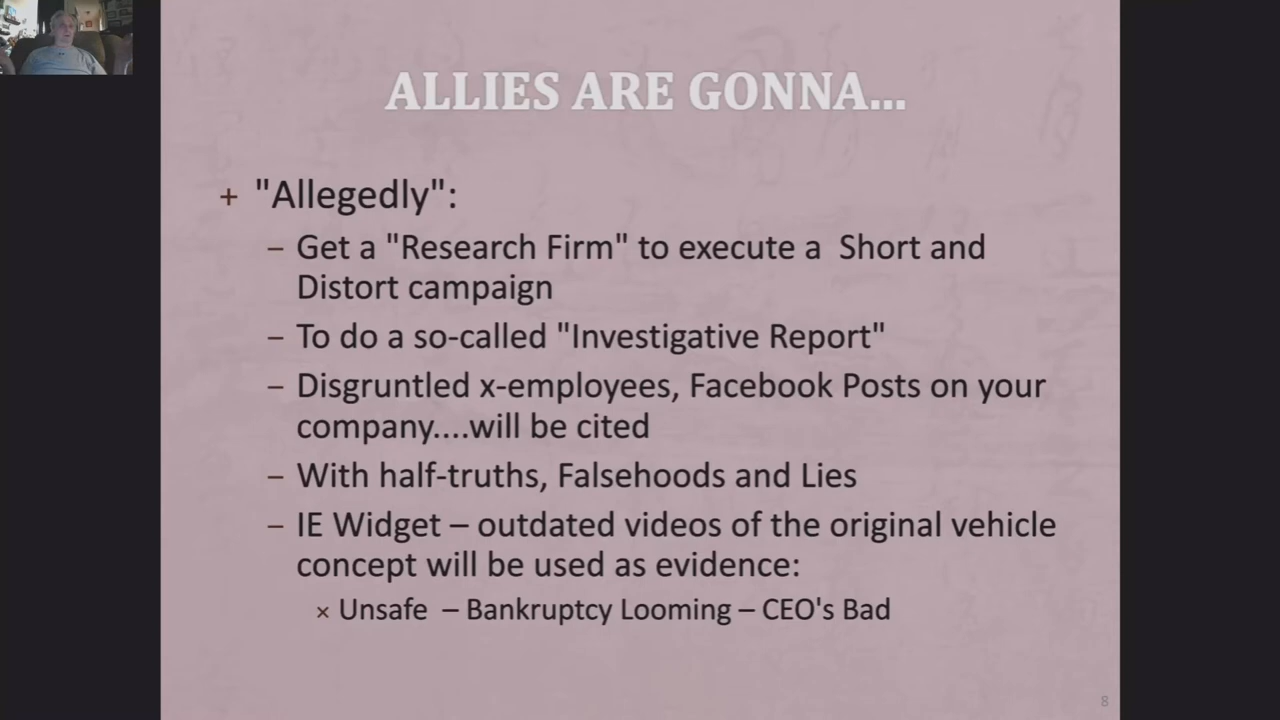 ALLIES ARE GONNA...
+ "Allegedly":
– Get a "Research Firm" to execute a  Short and
Distort campaign
– To do a so-called "Investigative Report"
– Disgruntled x-employees, Facebook Posts on your
company....will be cited
– With half-truths, Falsehoods and Lies
– IE Widget – outdated videos of the original vehicle
concept will be used as evidence:
× Unsafe  – Bankruptcy Looming – CEO's Bad
8